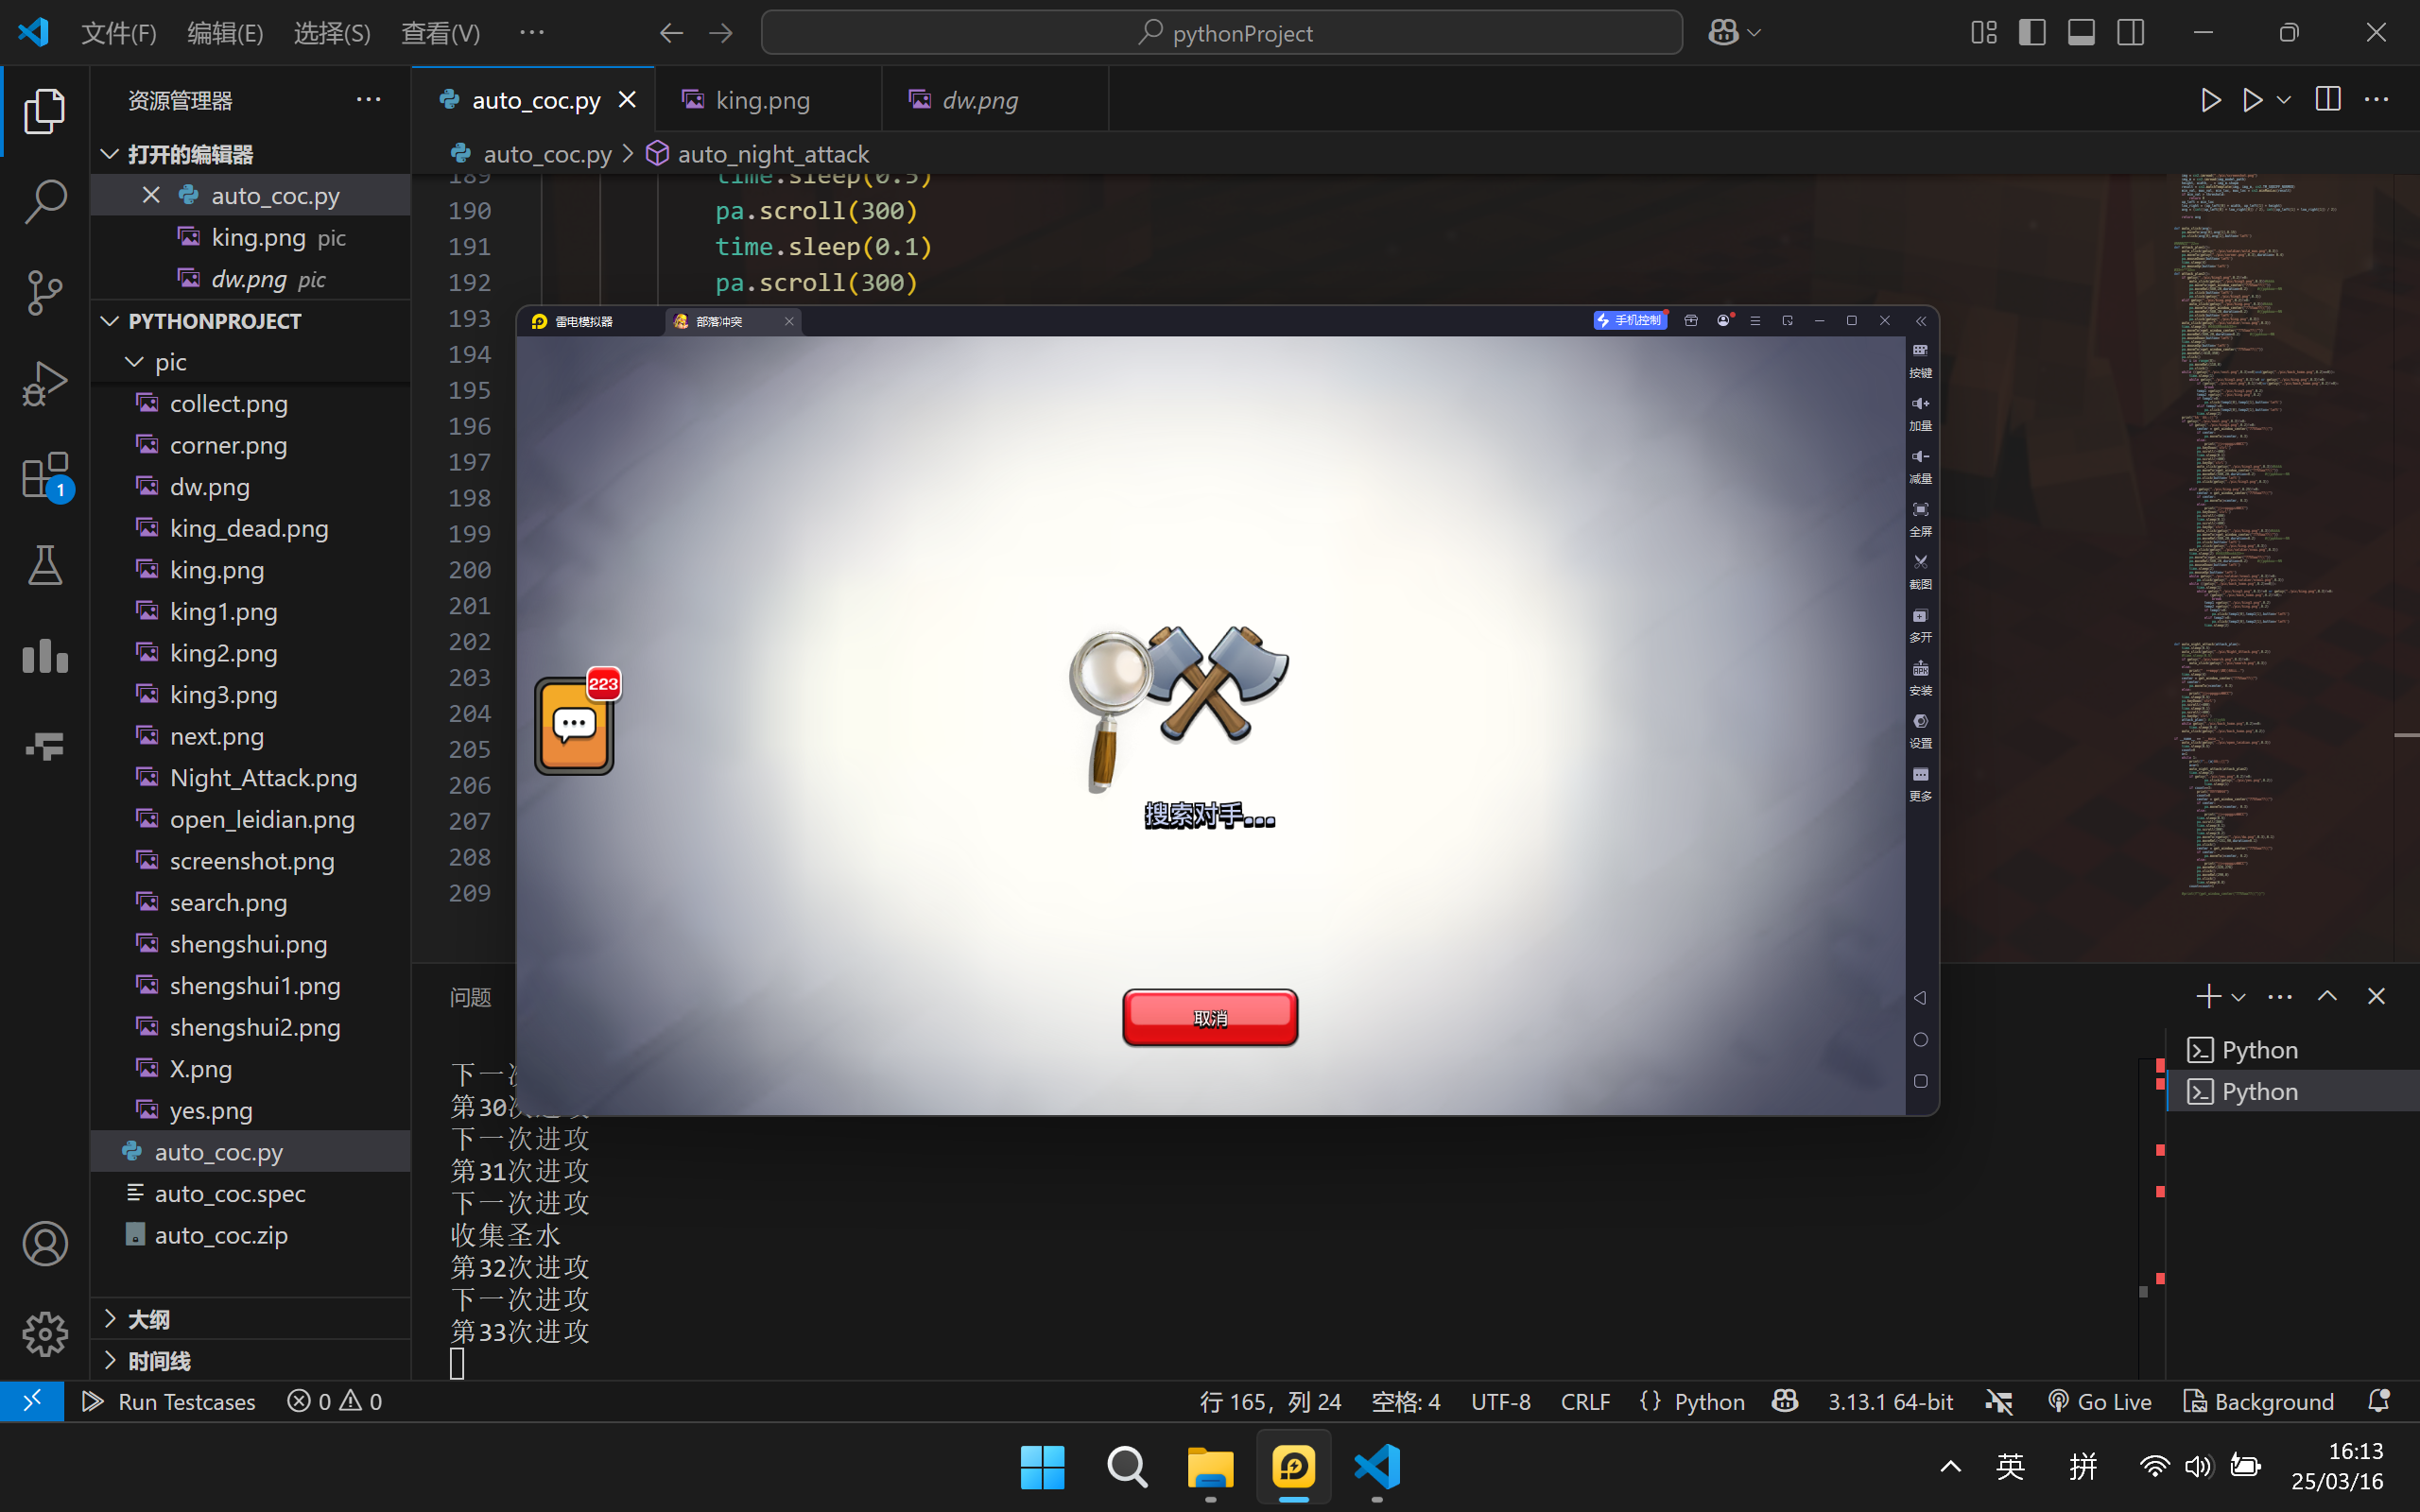 文件(F) 编辑(E) 选择(S) 查看(V) ··· pythonProject
资源管理器 ···
auto_coc.py king.png dw.png
打开的编辑器
auto_coc.py > auto_night_attack
auto_coc.py
king.png pic
dw.png pic
PYTHONPROJECT
pic
collect.png
corner.png
dw.png
king_dead.png
king.png
king1.png
king2.png
king3.png
next.png
Night_Attack.png
open_leidian.png
screenshot.png
search.png
shengshui.png
shengshui1.png
shengshui2.png
X.png
yes.png
auto_coc.py
auto_coc.spec
auto_coc.zip
大纲
时间线
1
189 time.sleep(0.5)
190 pa.scroll(300)
191 time.sleep(0.1)
192 pa.scroll(300)
193
194
195
196
197
198
199
200
201
202
203
204
205
206
207
208
209
雷电模拟器 部落冲突 手机控制
按键
加量
减量
全屏
截图
多开
安装
设置
更多
223
搜索对手...
取消
问题
下一次
第30次进攻
下一次进攻
第31次进攻
下一次进攻
收集圣水
第32次进攻
下一次进攻
第33次进攻
Python
Python
Run Testcases 0 0 行 165，列 24 空格: 4 UTF-8 CRLF {} Python 3.13.1 64-bit Go Live Background
英 拼 16:13
25/03/16